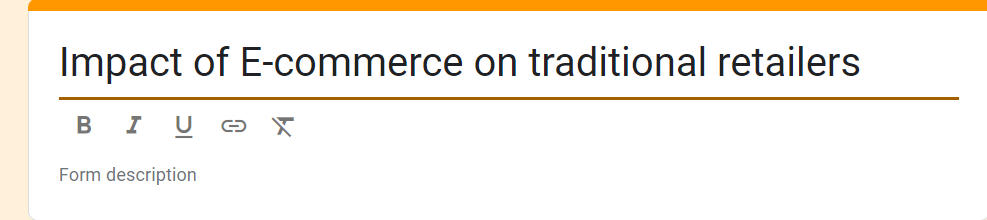 Impact of E-commerce on traditional retailers
B I U
Form description